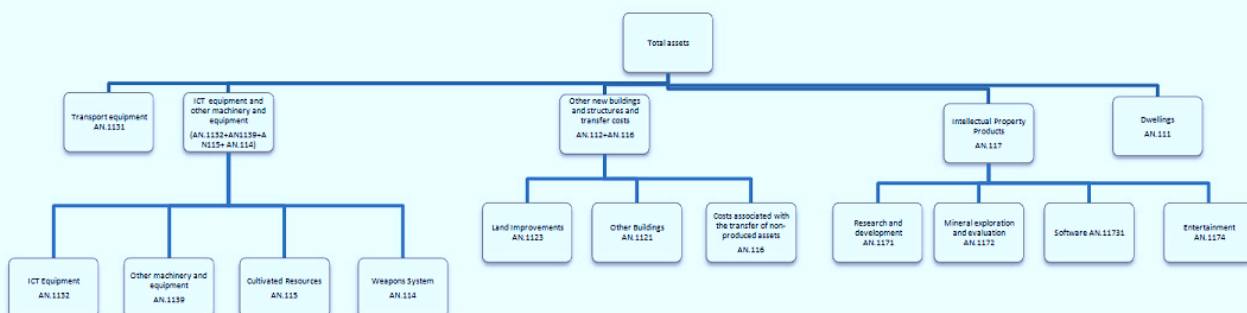 Total assets
Transport equipment
AN.1131
ICT equipment and
other machinery and
equipment
(AN.1132+AN1139+A
N115+ AN.114)
Other new buildings
and structures and
transfer costs
AN.112+AN.116
Intellectual Property
Products
AN.117
Dwellings
AN.111
Land Improvements
AN.1123
Other Buildings
AN.1121
Costs associated with
the transfer of non-
produced assets
AN.116
Research and
development
AN.1171
Mineral exploration
and evaluation
AN.1172
Software AN.11731
Entertainment
AN.1174
ICT Equipment
AN.1132
Other machinery and
equipment
AN.1139
Cultivated Resources
AN.115
Weapons System
AN.114